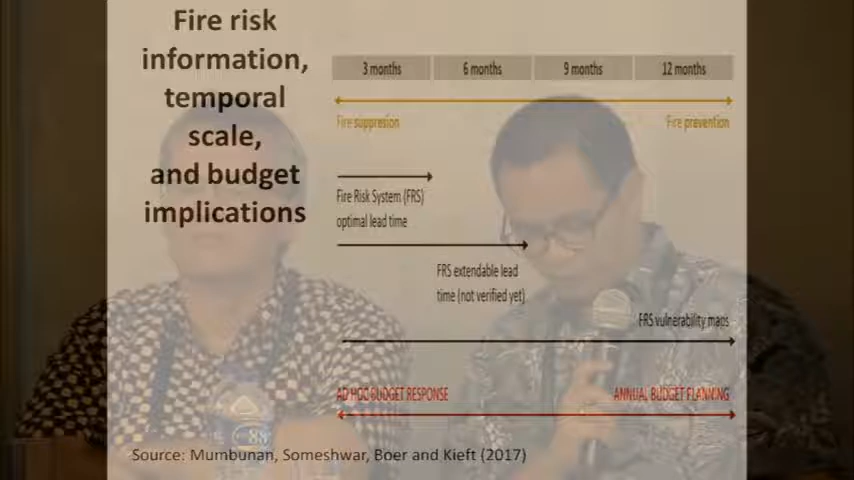 Fire risk
information,
temporal
scale,
and budget
implications
3 months 6 months 9 months 12 months
Fire suppresion Fire prevention
Fire Risk System (FRS)
optimal lead time
FRS extendable lead
time (not verified yet)
FRS vulnerability maps
AD HOC BUDGET RESPONSE ANNUAL BUDGET PLANNING
88
Source: Mumbunan, Someshwar, Boer and Kieft (2017)